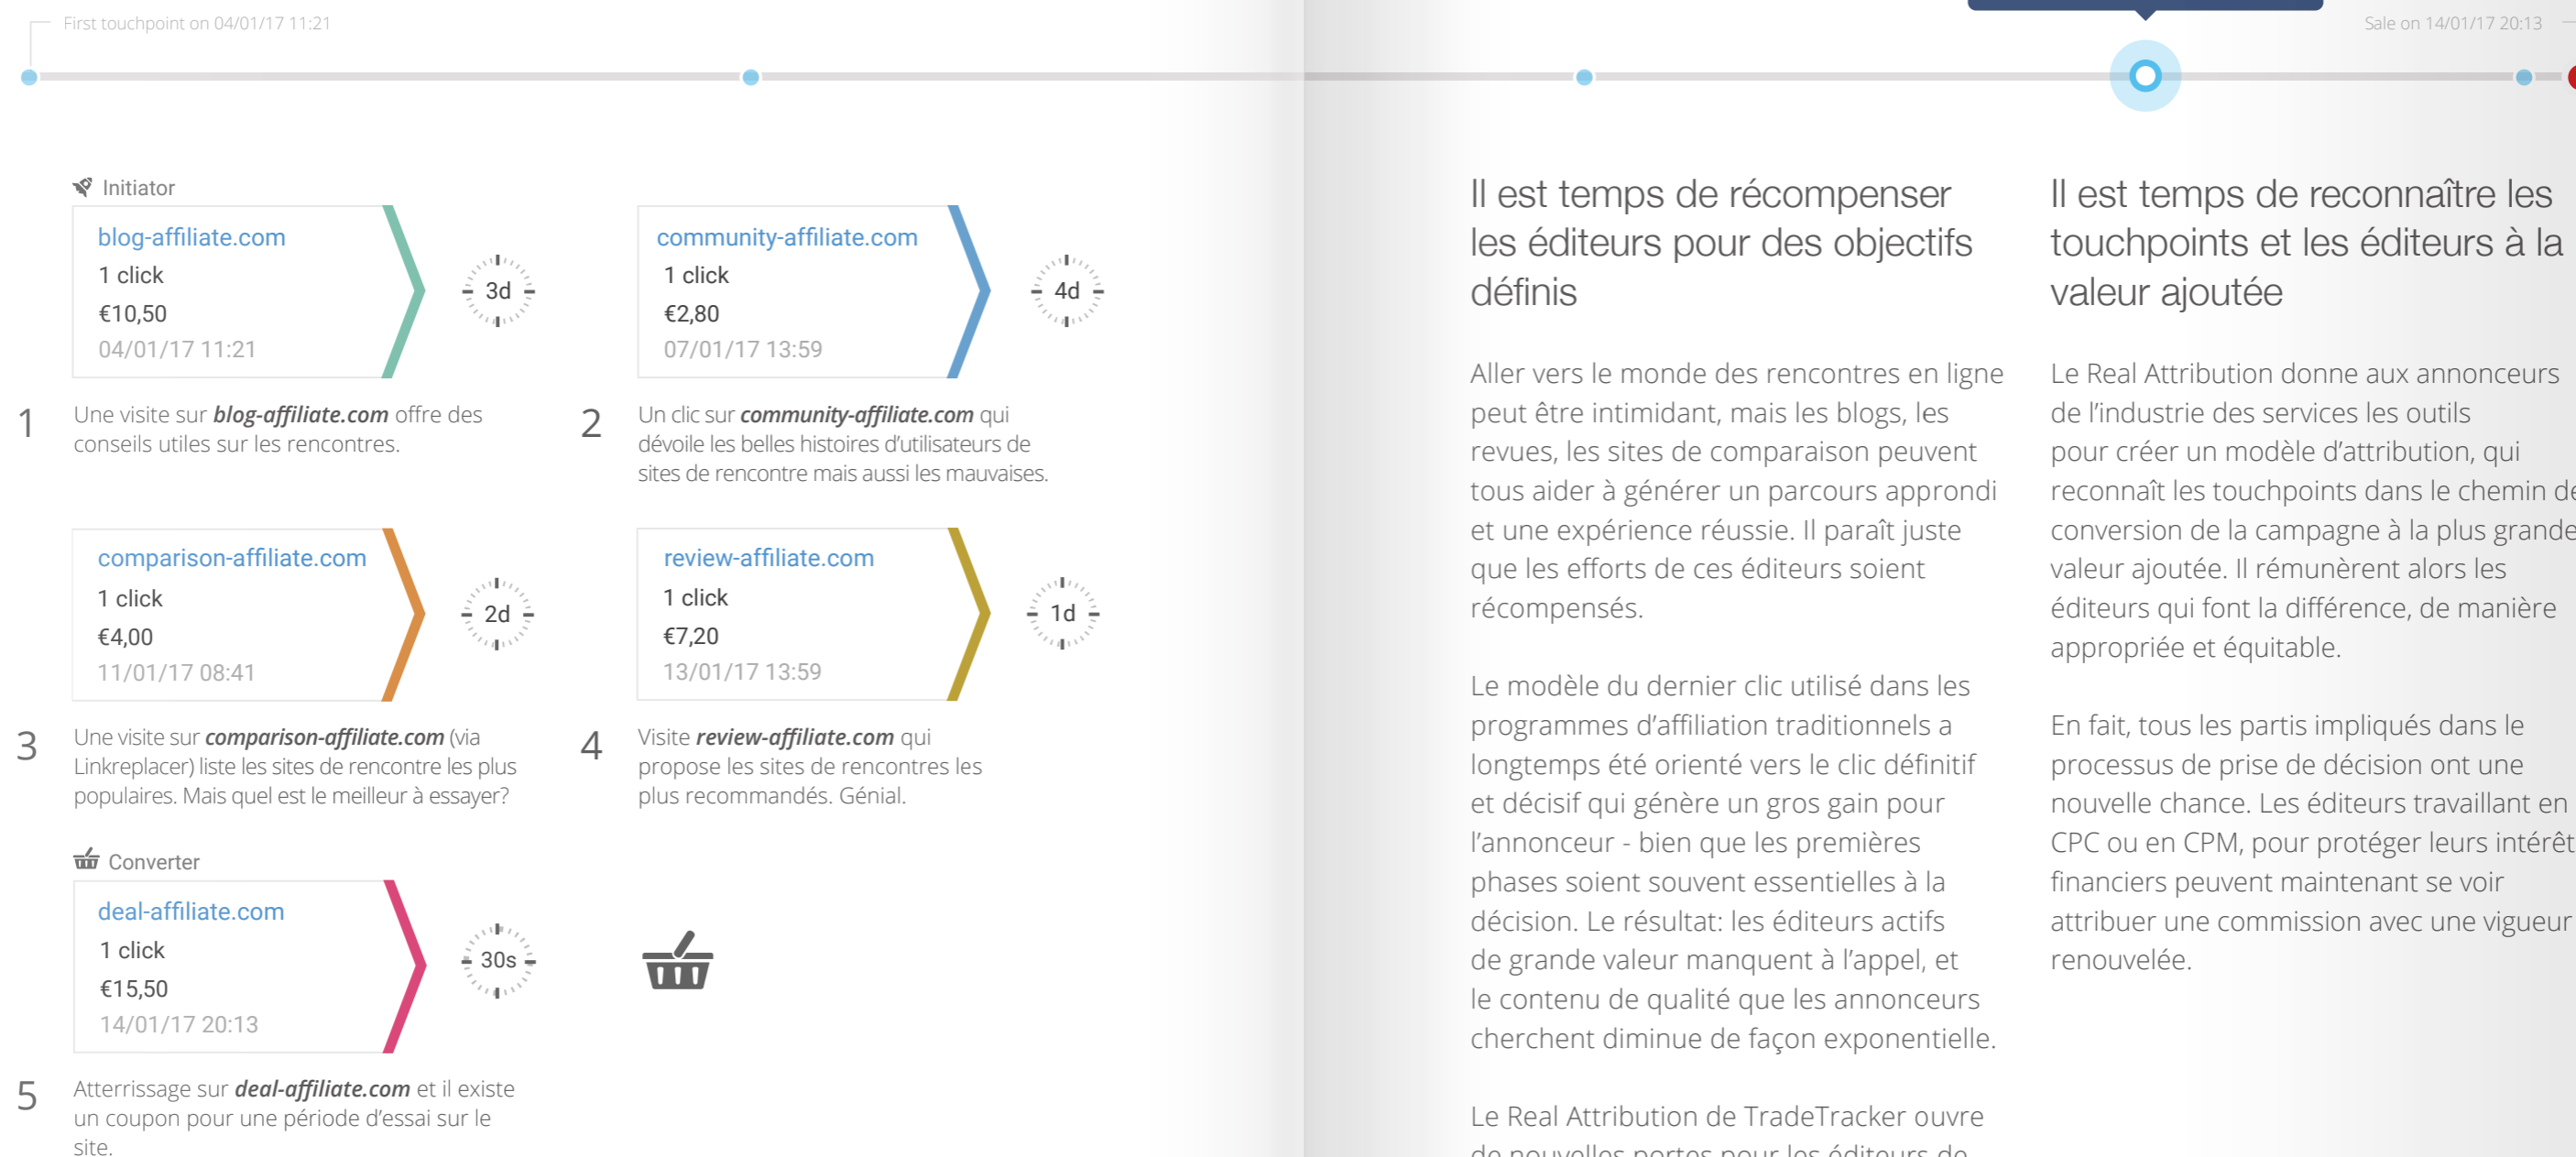 First touchpoint on 04/01/17 11:21
Sale on 14/01/17 20:13
Initiator
blog-affiliate.com
1 click
€10,50
04/01/17 11:21
3d
1
Une visite sur blog-affiliate.com offre des
conseils utiles sur les rencontres.
community-affiliate.com
1 click
€2,80
07/01/17 13:59
4d
2
Un clic sur community-affiliate.com qui
dévoile les belles histoires d'utilisateurs de
sites de rencontre mais aussi les mauvaises.
comparison-affiliate.com
1 click
€4,00
11/01/17 08:41
2d
3
Une visite sur comparison-affiliate.com (via
Linkreplacer) liste les sites de rencontre les plus
populaires. Mais quel est le meilleur à essayer?
review-affiliate.com
1 click
€7,20
13/01/17 13:59
1d
4
Visite review-affiliate.com qui
propose les sites de rencontres les
plus recommandés. Génial.
Converter
deal-affiliate.com
1 click
€15,50
14/01/17 20:13
30s
5
Atterrissage sur deal-affiliate.com et il existe
un coupon pour une période d'essai sur le
site.
Il est temps de récompenser
les éditeurs pour des objectifs
définis
Aller vers le monde des rencontres en ligne
peut être intimidant, mais les blogs, les
revues, les sites de comparaison peuvent
tous aider à générer un parcours approndi
et une expérience réussie. Il paraît juste
que les efforts de ces éditeurs soient
récompensés.
Le modèle du dernier clic utilisé dans les
programmes d'affiliation traditionnels a
longtemps été orienté vers le clic définitif
et décisif qui génère un gros gain pour
l'annonceur - bien que les premières
phases soient souvent essentielles à la
décision. Le résultat: les éditeurs actifs
de grande valeur manquent à l'appel, et
le contenu de qualité que les annonceurs
cherchent diminue de façon exponentielle.
Le Real Attribution de TradeTracker ouvre
de nouvelles portes pour les éditeurs de
Il est temps de reconnaître les
touchpoints et les éditeurs à la
valeur ajoutée
Le Real Attribution donne aux annonceurs
de l'industrie des services les outils
pour créer un modèle d'attribution, qui
reconnaît les touchpoints dans le chemin de
conversion de la campagne à la plus grande
valeur ajoutée. Il rémunèrent alors les
éditeurs qui font la différence, de manière
appropriée et équitable.
En fait, tous les partis impliqués dans le
processus de prise de décision ont une
nouvelle chance. Les éditeurs travaillant en
CPC ou en CPM, pour protéger leurs intérêt
financiers peuvent maintenant se voir
attribuer une commission avec une vigueur
renouvelée.